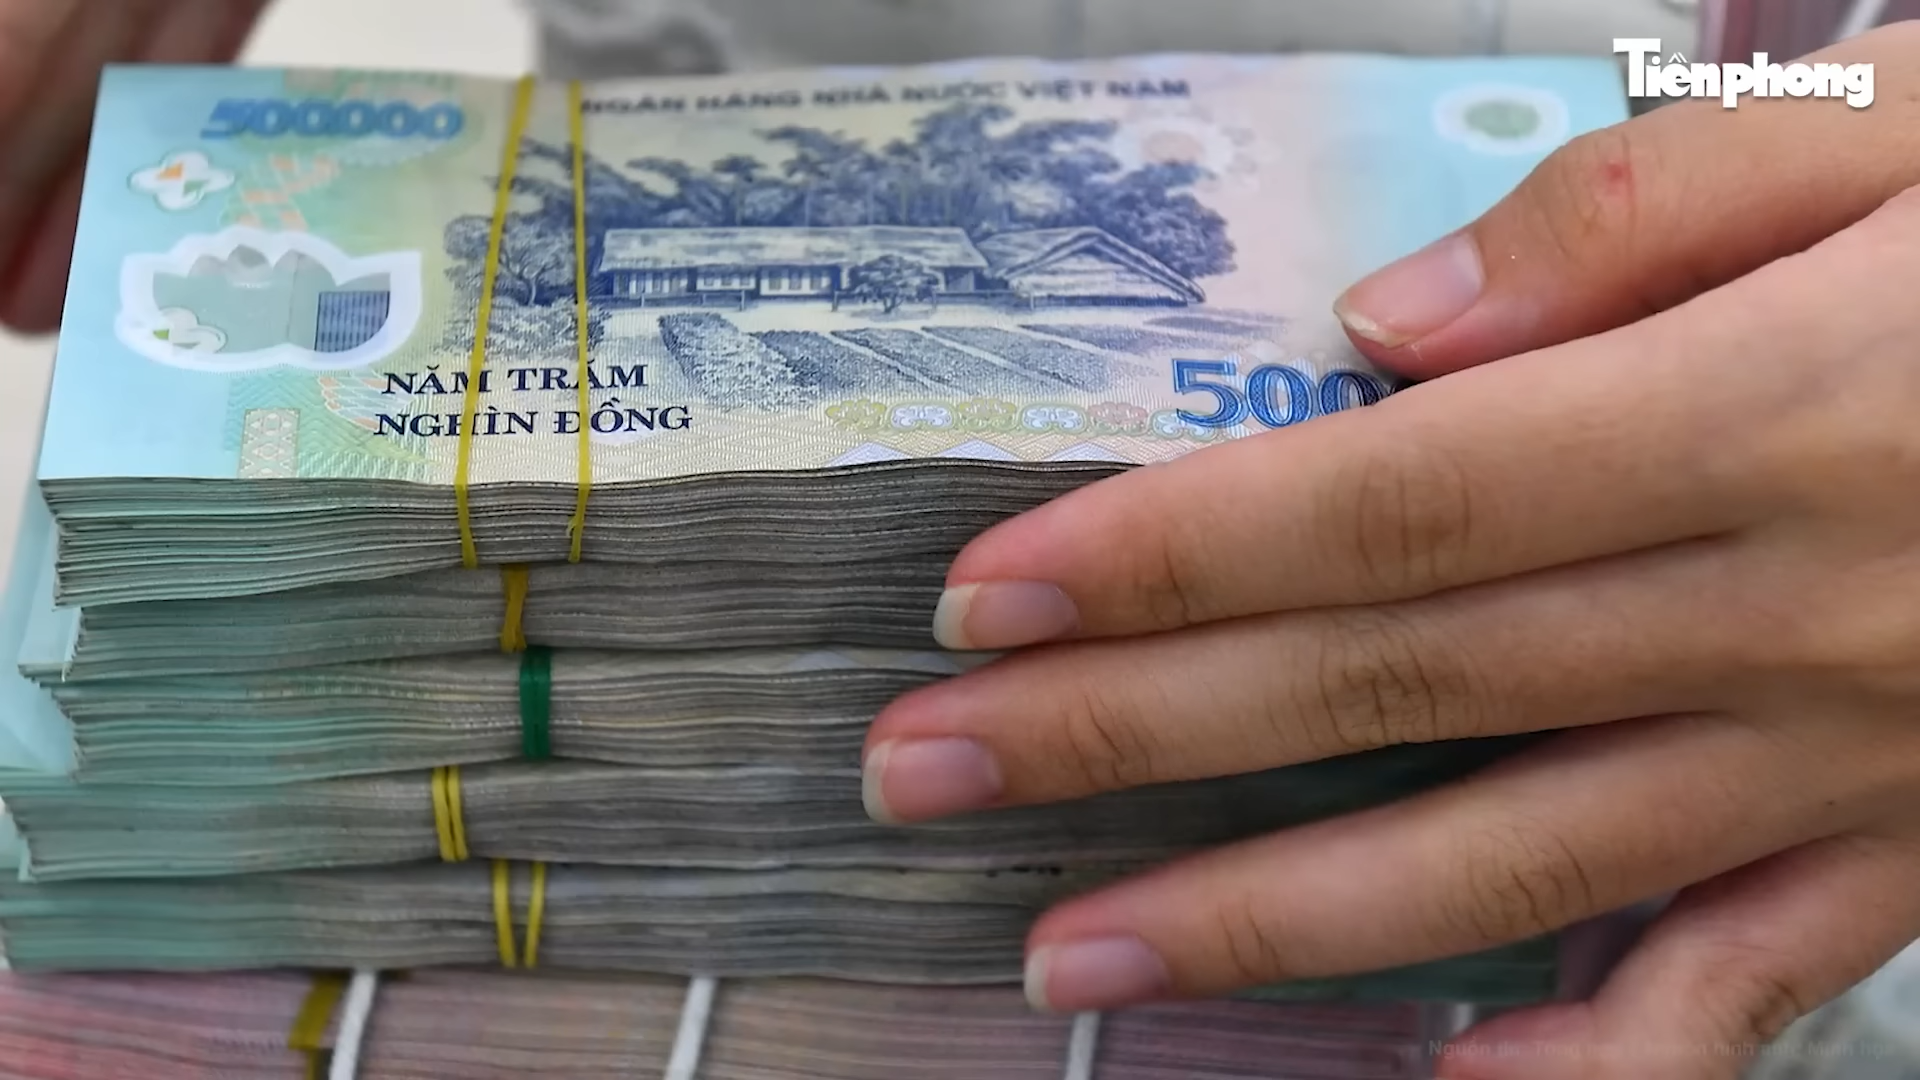 Tiềnphong
NGÂN HÀNG NHÀ NƯỚC VIỆT NAM
500000
NĂM TRĂM
NGHÌN ĐỒNG
500